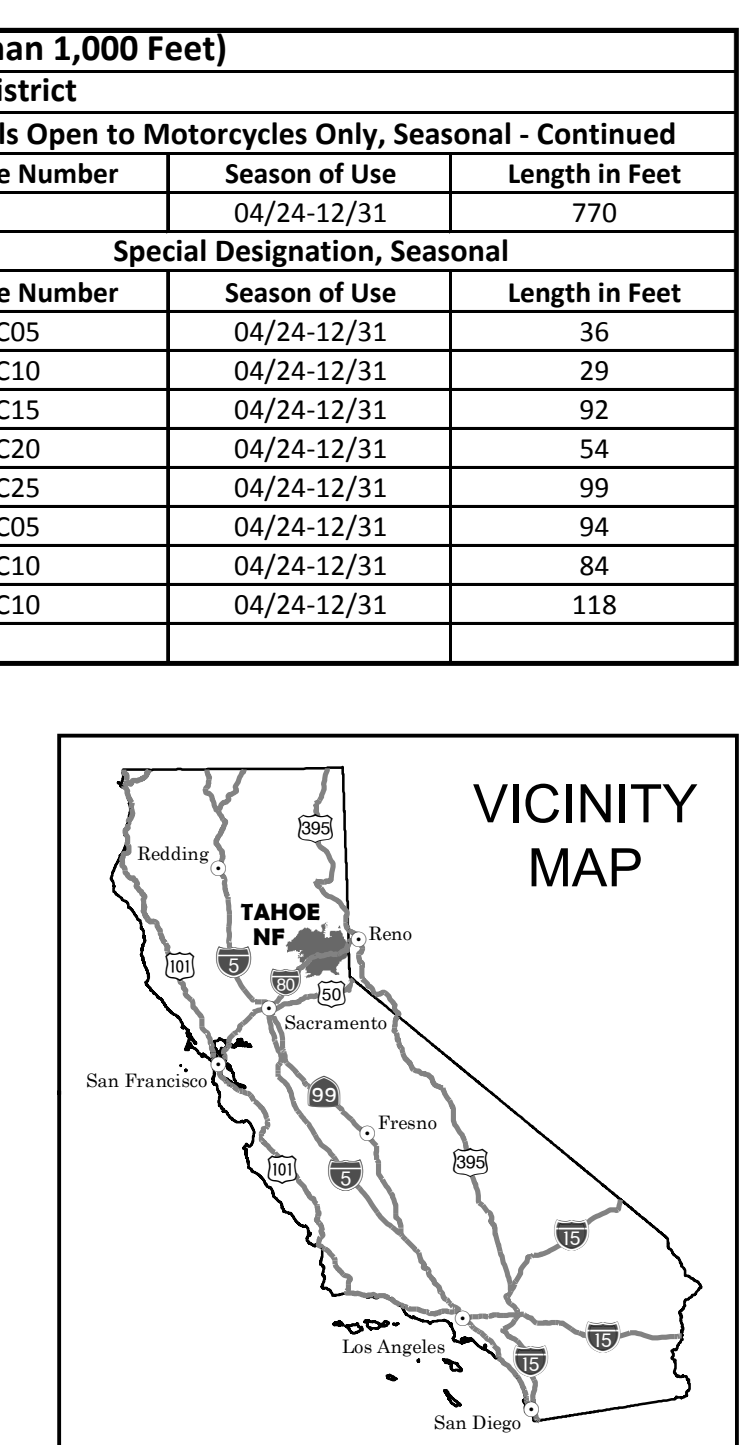 han 1,000 Feet)
istrict
ls Open to Motorcycles Only, Seasonal - Continued
e Number Season of Use Length in Feet
04/24-12/31 770
Special Designation, Seasonal
e Number Season of Use Length in Feet
C05 04/24-12/31 36
C10 04/24-12/31 29
C15 04/24-12/31 92
C20 04/24-12/31 54
C25 04/24-12/31 99
C05 04/24-12/31 94
C10 04/24-12/31 84
C10 04/24-12/31 118
VICINITY
MAP
395
Redding
TAHOE
NF
Reno
101
5
80
50
Sacramento
San Francisco
99
Fresno
101
5
395
15
Los Angeles
15
15
San Diego